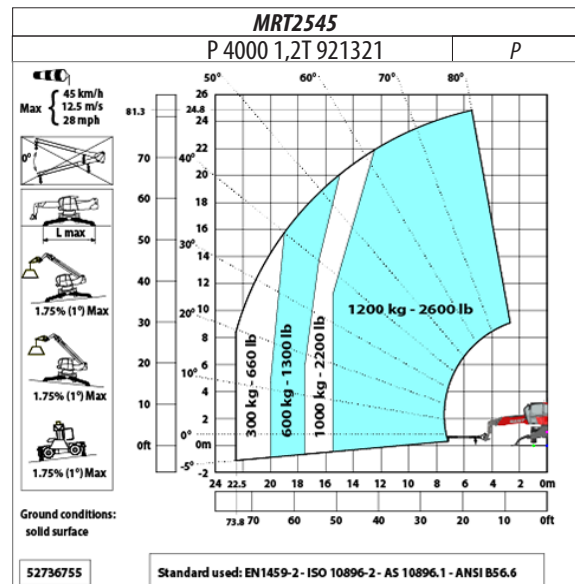 MRT2545
P 4000 1,2T 921321 P
45 km/h
Max { 12.5 m/s
28 mph
0°
L max
1.75% (1°) Max
1.75% (1°) Max
1.75% (1°) Max
Ground conditions:
solid surface
50° 60° 70° 80°
81.3 24.8
40°
30°
20°
10°
0°
-5°
26
24
22
20
18
16
14
12
10
8
6
4
2
0m
-2
70
60
50
40
30
20
10
0ft
300 kg - 660 lb
600 kg - 1300 lb
1000 kg - 2200 lb
1200 kg - 2600 lb
24 22.5 20 18 16 14 12 10 8 6 4 2 0m
73.8 70 60 50 40 30 20 10 0ft
52736755
Standard used: EN1459-2 - ISO 10896-2 - AS 10896.1 - ANSI B56.6